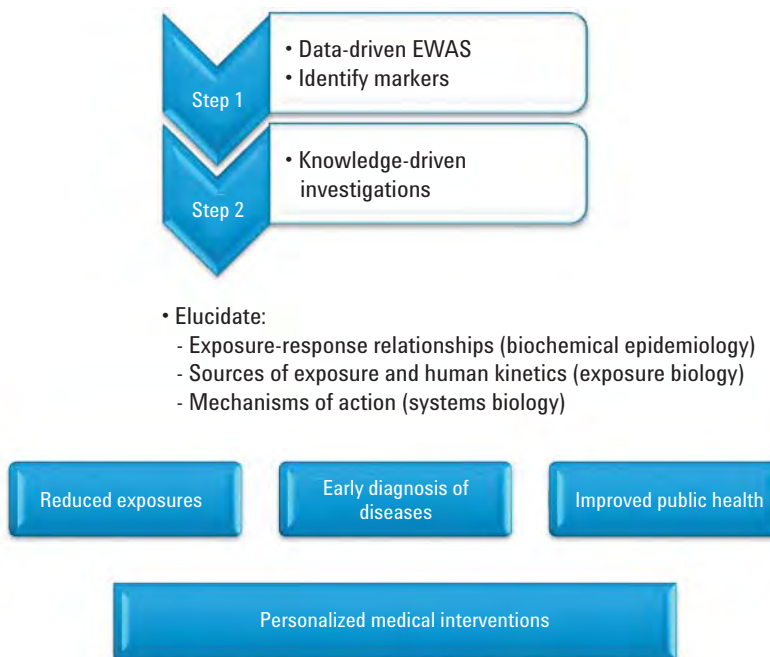 • Data-driven EWAS
• Identify markers
Step 1
• Knowledge-driven
investigations
Step 2
• Elucidate:
- Exposure-response relationships (biochemical epidemiology)
- Sources of exposure and human kinetics (exposure biology)
- Mechanisms of action (systems biology)
Reduced exposures
Early diagnosis of
diseases
Improved public health
Personalized medical interventions